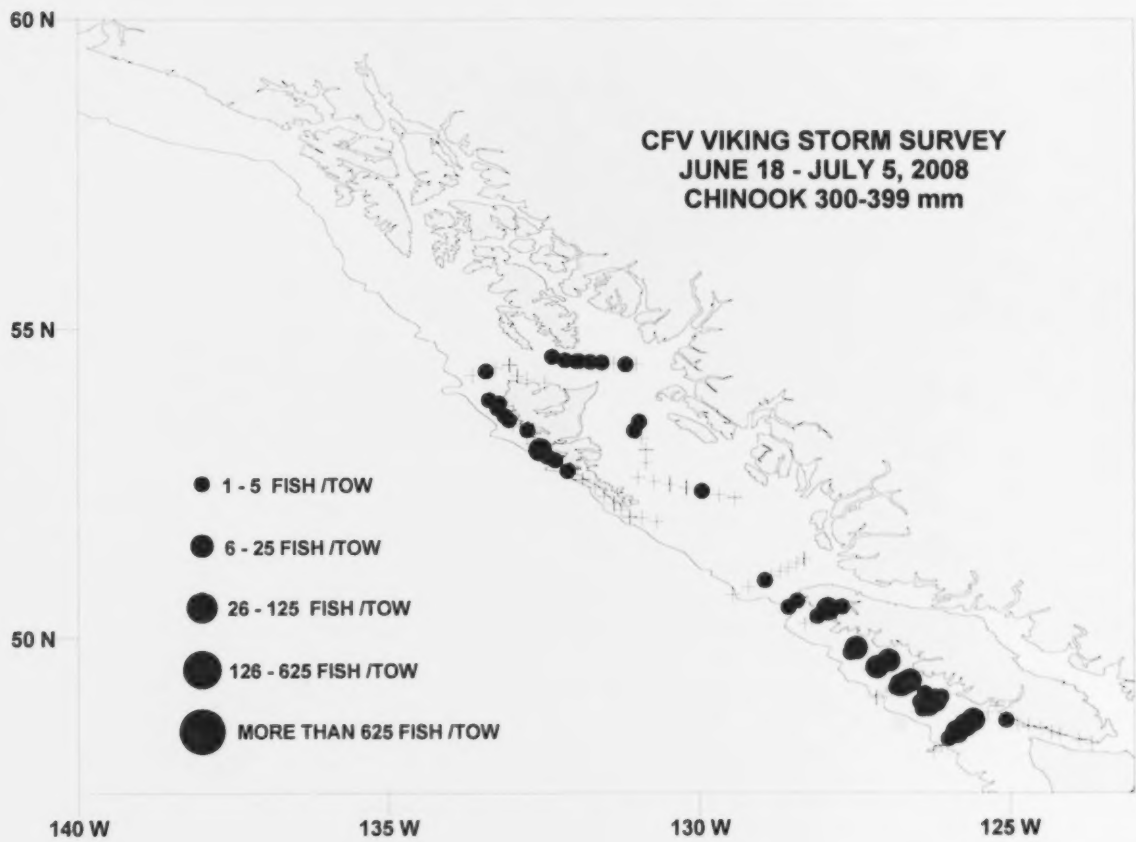 60 N
CFV VIKING STORM SURVEY
JUNE 18 - JULY 5, 2008
CHINOOK 300-399 mm
55 N
1 - 5 FISH /TOW
6 - 25 FISH /TOW
26 - 125 FISH /TOW
50 N
126 - 625 FISH /TOW
MORE THAN 625 FISH /TOW
140 W
135 W
130 W
125 W